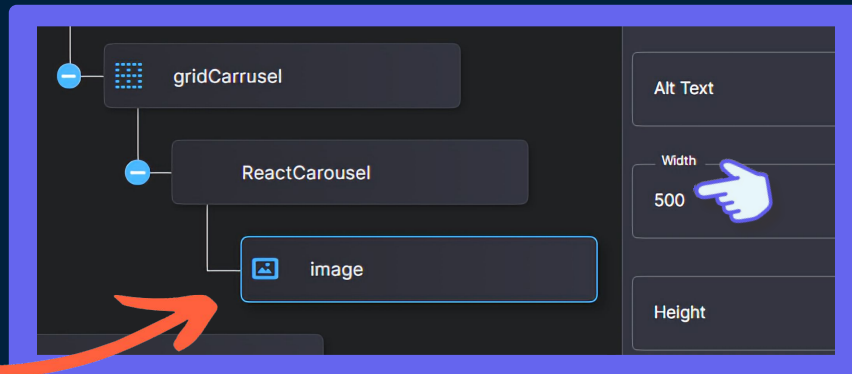 gridCarrusel
ReactCarousel
image
Alt Text
Width
500
Height